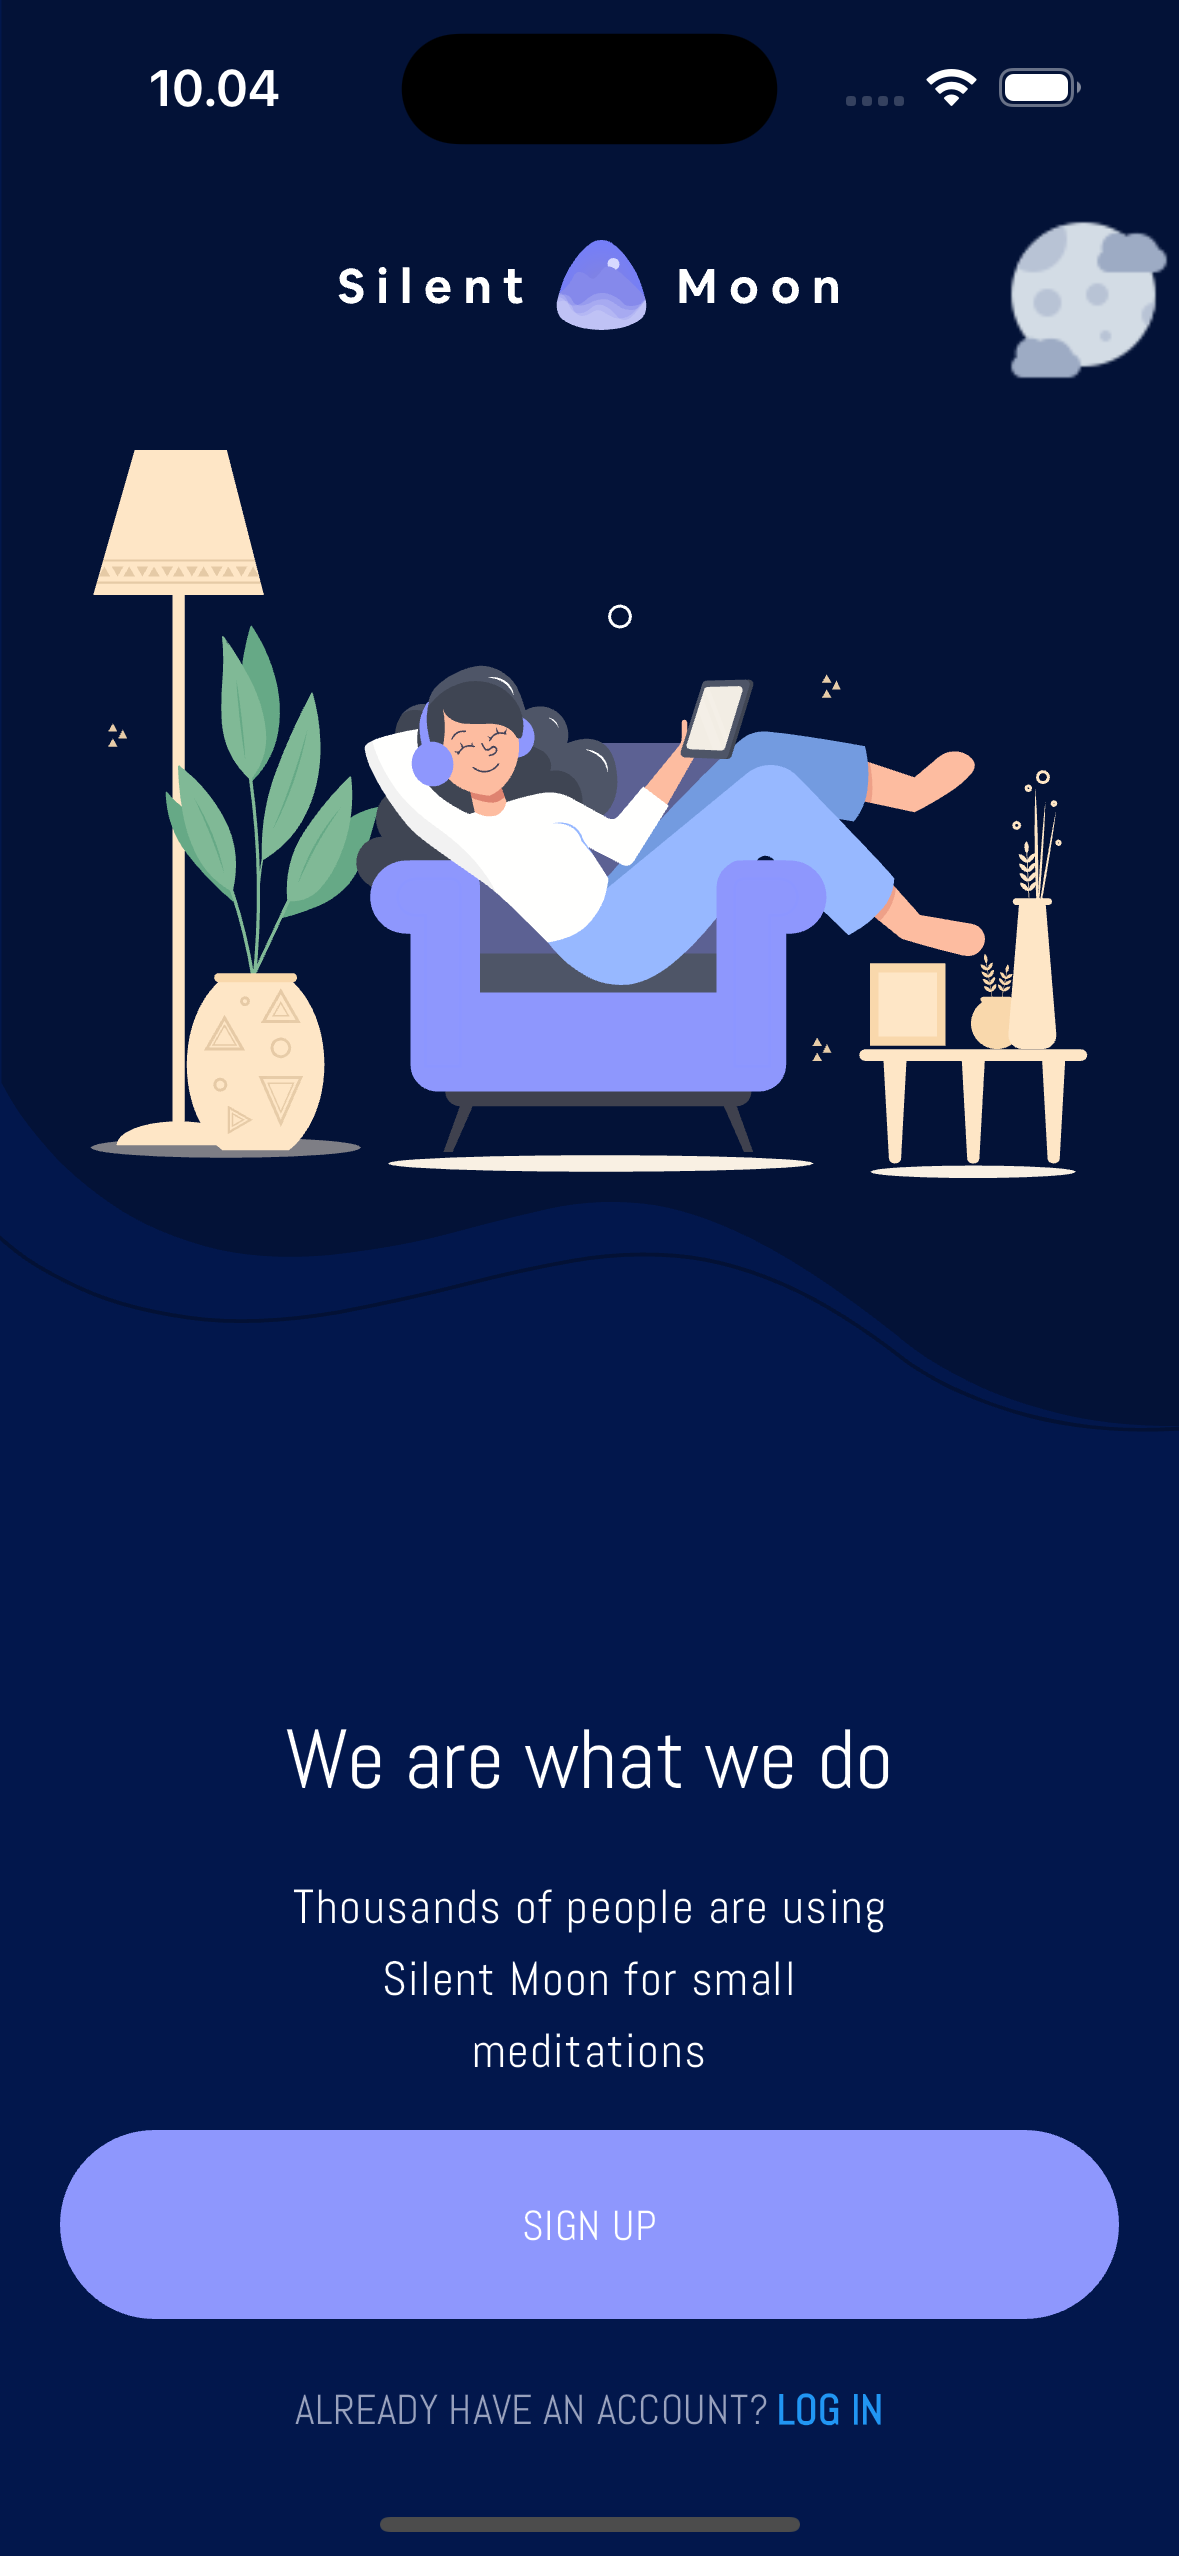 10.04
Silent Moon
We are what we do
Thousands of people are using
Silent Moon for small
meditations
SIGN UP
ALREADY HAVE AN ACCOUNT? LOG IN